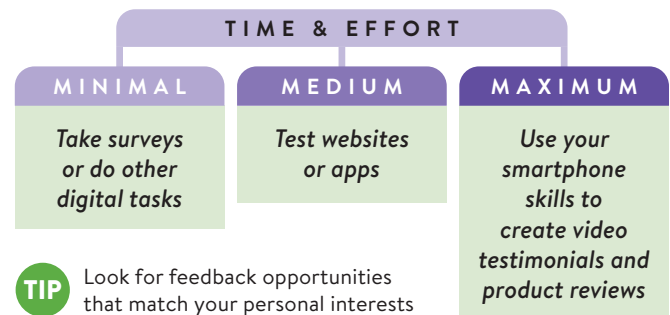 TIME & EFFORT
MINIMAL
Take surveys
or do other
digital tasks
MEDIUM
Test websites
or apps
MAXIMUM
Use your
smartphone
skills to
create video
testimonials and
product reviews
TIP
Look for feedback opportunities
that match your personal interests